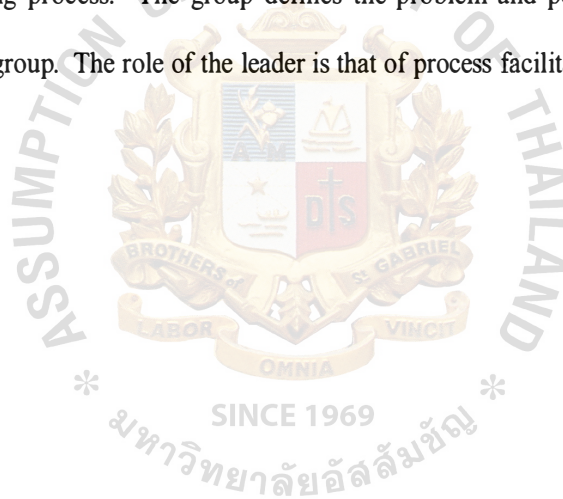 ng process. The group defines the problem and p
group. The role of the leader is that of process facilita
ASSUMPTION
OF
THAILAND
A M
D S
BROTHERS of
St GABRIEL
LABOR
VINCIT
OMNIA
SINCE 1969
มหาวิทยาลัยอัสสัมชัญ